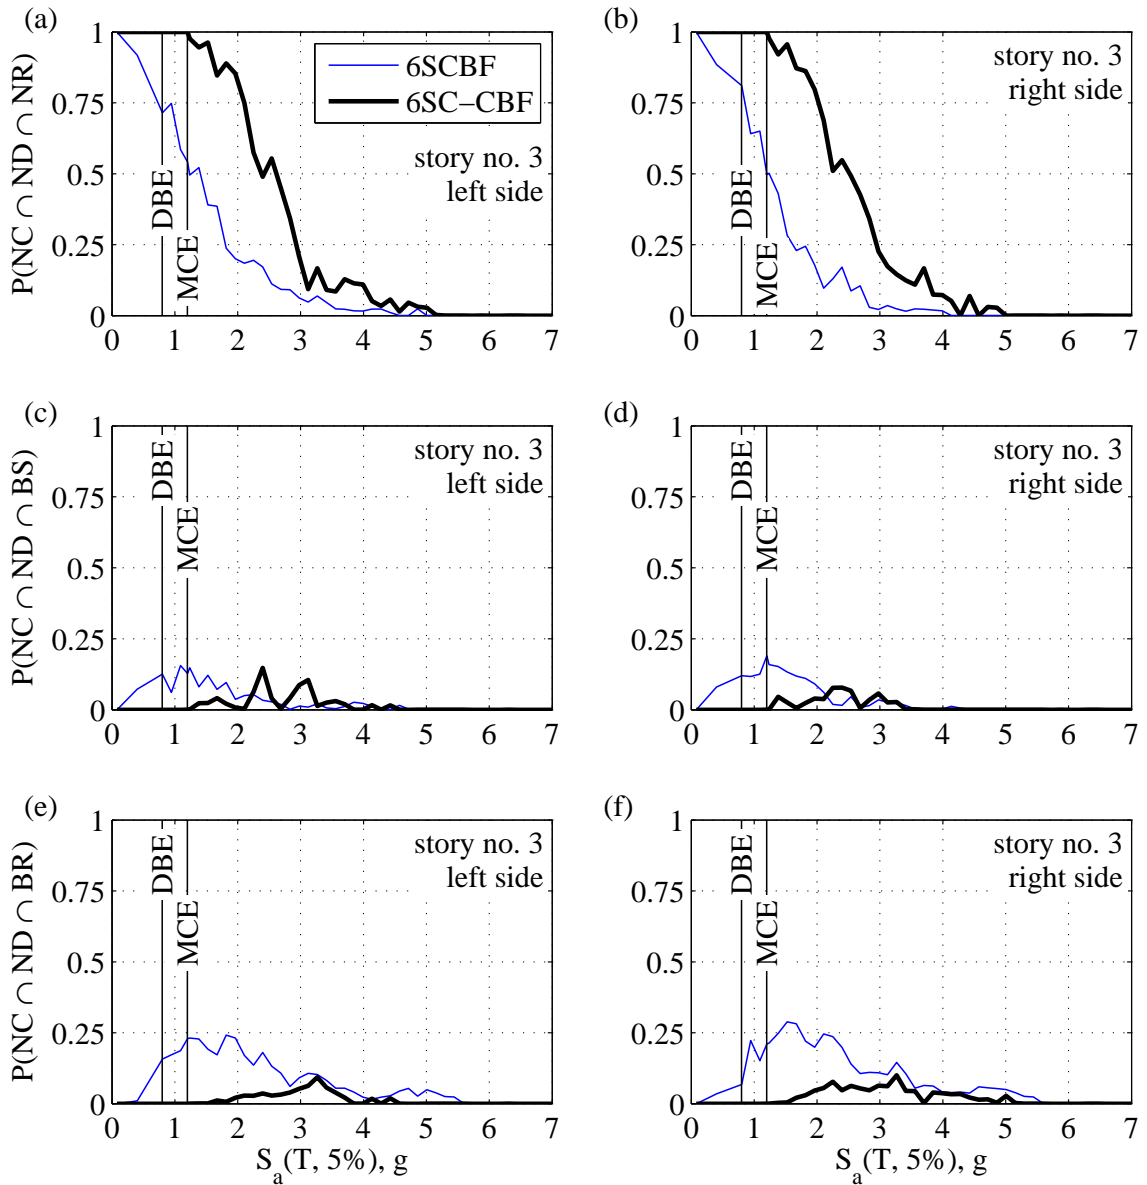 (a)
P(NC ∩ ND ∩ NR)
1
0.75
0.5
0.25
0
6SCBF
6SC−CBF
story no. 3
left side
DBE
MCE
0 1 2 3 4 5 6 7
(b)
1
0.75
0.5
0.25
0
story no. 3
right side
DBE
MCE
0 1 2 3 4 5 6 7
(c)
P(NC ∩ ND ∩ BS)
1
0.75
0.5
0.25
0
story no. 3
left side
DBE
MCE
0 1 2 3 4 5 6 7
(d)
1
0.75
0.5
0.25
0
story no. 3
right side
DBE
MCE
0 1 2 3 4 5 6 7
(e)
P(NC ∩ ND ∩ BR)
1
0.75
0.5
0.25
0
story no. 3
left side
DBE
MCE
0 1 2 3 4 5 6 7
S_a(T, 5%), g
(f)
1
0.75
0.5
0.25
0
story no. 3
right side
DBE
MCE
0 1 2 3 4 5 6 7
S_a(T, 5%), g